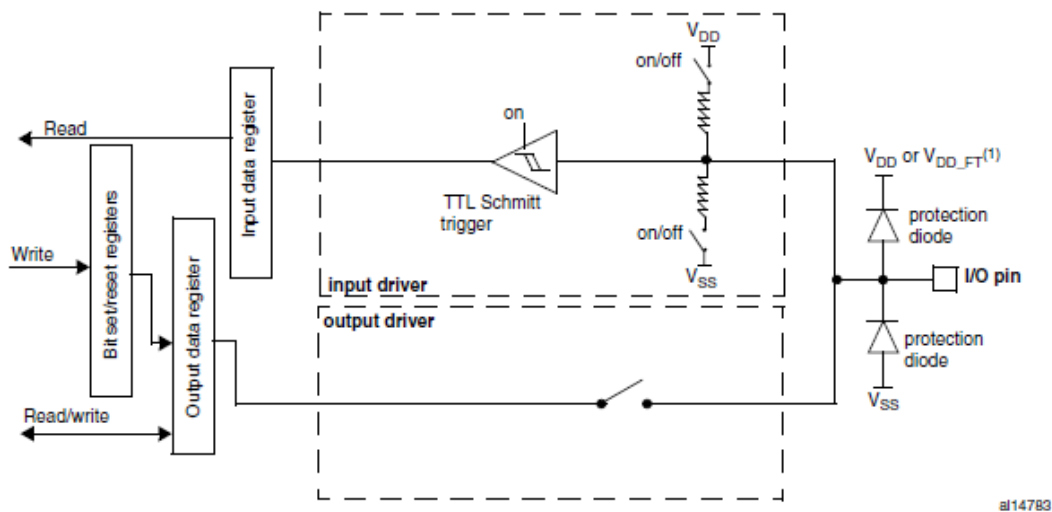 V_DD
on/off
Read
Input data register
on
TTL Schmitt
trigger
V_DD or V_DD_FT(1)
protection
diode
Write
Bit set/reset registers
on/off
V_SS
I/O pin
input driver
output driver
Output data register
protection
diode
Read/write
V_SS
ai14783